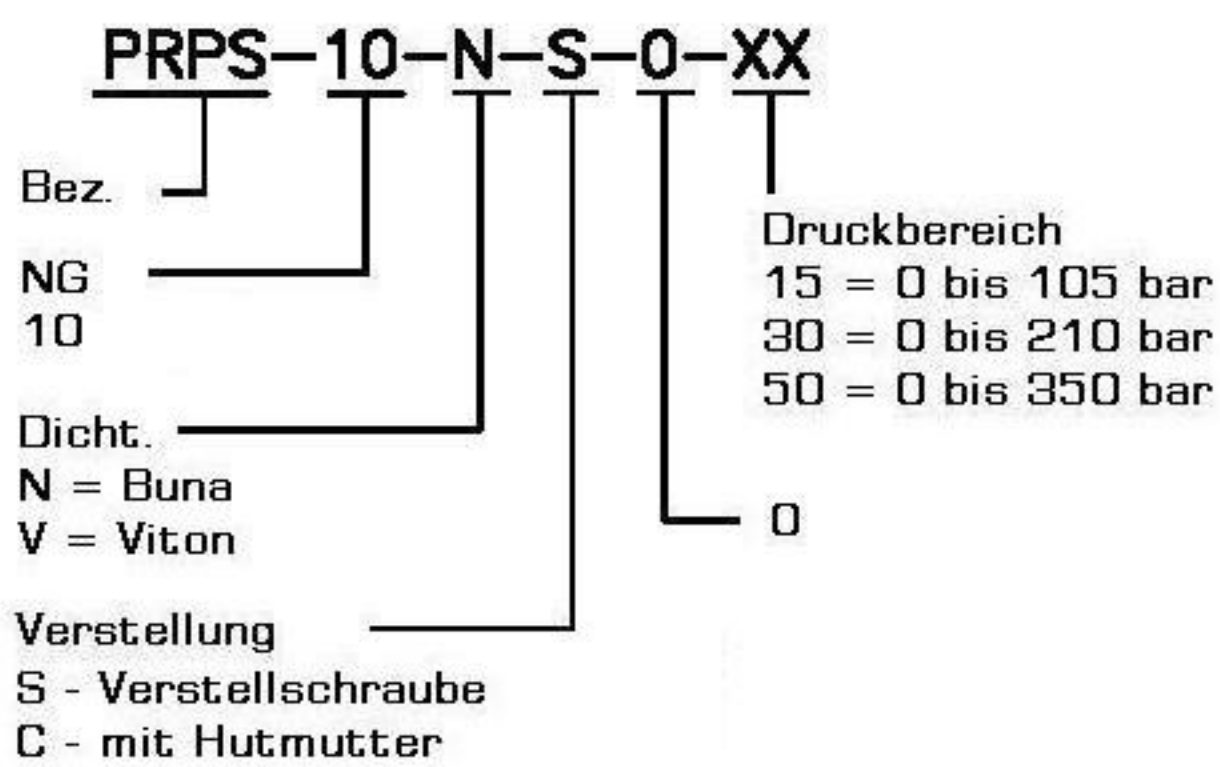 PRPS-10-N-S-0-XX
Bez.
NG
10
Dicht.
N = Buna
V = Viton
Verstellung
S - Verstellschraube
C - mit Hutmutter
Druckbereich
15 = 0 bis 105 bar
30 = 0 bis 210 bar
50 = 0 bis 350 bar
0